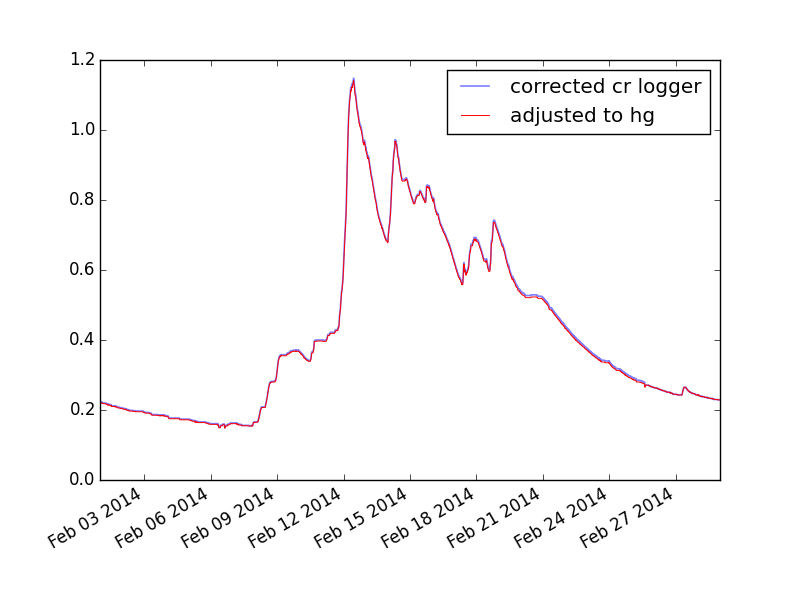 1.2
1.0
0.8
0.6
0.4
0.2
0.0
corrected cr logger
adjusted to hg
Feb 03 2014
Feb 06 2014
Feb 09 2014
Feb 12 2014
Feb 15 2014
Feb 18 2014
Feb 21 2014
Feb 24 2014
Feb 27 2014